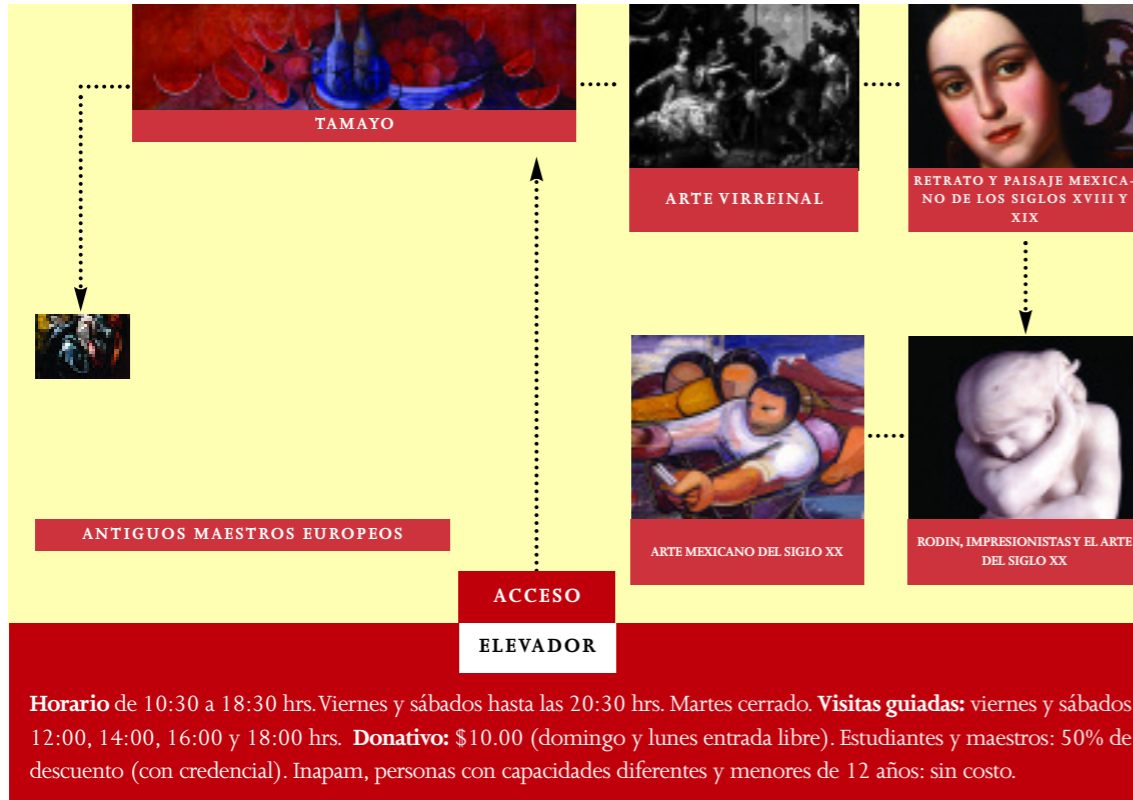 TAMAYO
ARTE VIRREINAL
RETRATO Y PAISAJE MEXICA-
NO DE LOS SIGLOS XVIII Y
XIX
ANTIGUOS MAESTROS EUROPEOS
ARTE MEXICANO DEL SIGLO XX
RODIN, IMPRESIONISTAS Y EL ARTE
DEL SIGLO XX
ACCESO
ELEVADOR
Horario de 10:30 a 18:30 hrs. Viernes y sábados hasta las 20:30 hrs. Martes cerrado. Visitas guiadas: viernes y sábados
12:00, 14:00, 16:00 y 18:00 hrs. Donativo: $10.00 (domingo y lunes entrada libre). Estudiantes y maestros: 50% de
descuento (con credencial). Inapam, personas con capacidades diferentes y menores de 12 años: sin costo.